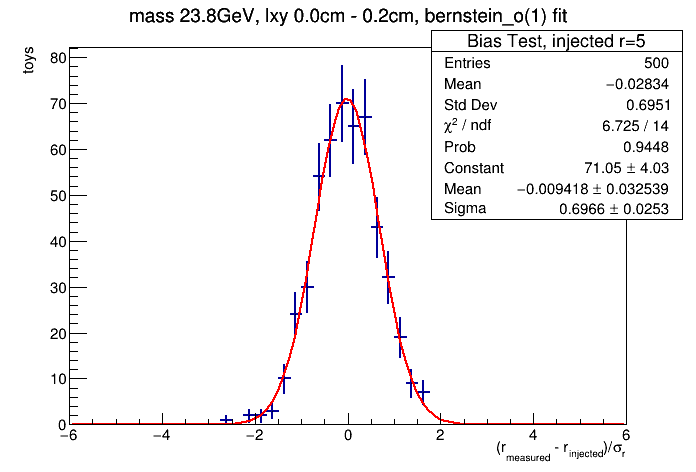 mass 23.8GeV, lxy 0.0cm - 0.2cm, bernstein_o(1) fit
toys
Bias Test, injected r=5
Entries 500
Mean −0.02834
Std Dev 0.6951
χ² / ndf 6.725 / 14
Prob 0.9448
Constant 71.05 ± 4.03
Mean −0.009418 ± 0.032539
Sigma 0.6966 ± 0.0253
80
70
60
50
40
30
20
10
0
−6 −4 −2 0 2 4 6
(r_measured - r_injected)/σ_r